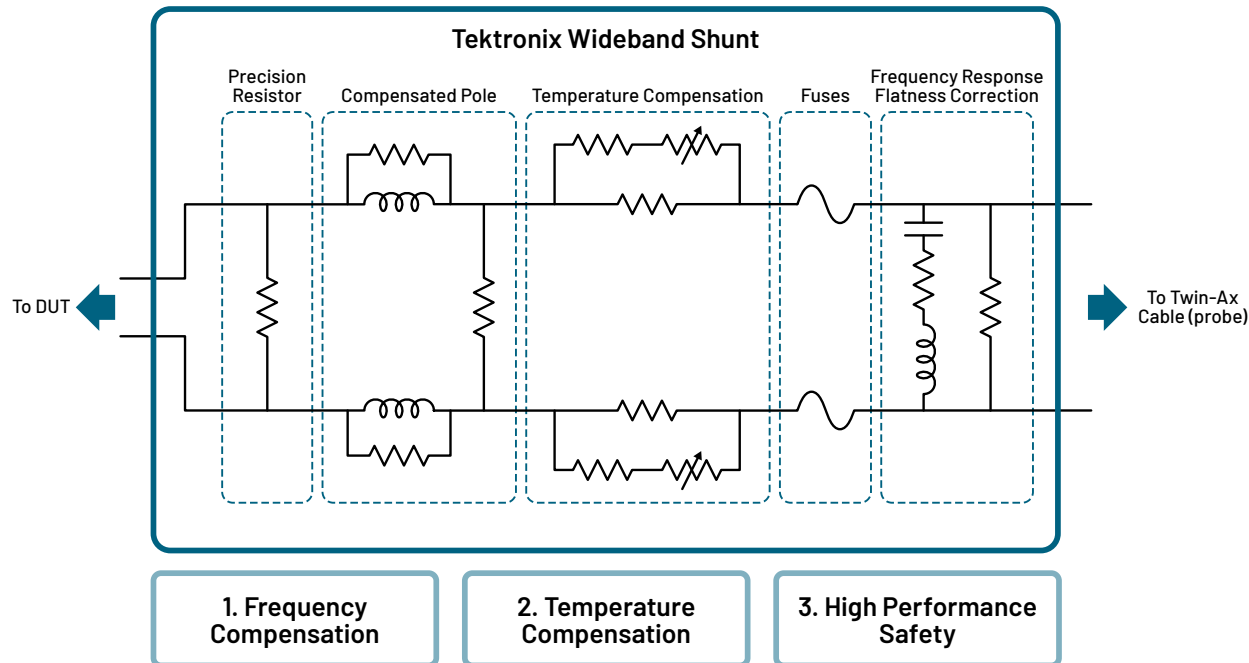 Tektronix Wideband Shunt
Precision
Resistor
Compensated Pole
Temperature Compensation
Fuses
Frequency Response
Flatness Correction
To DUT
To Twin-Ax
Cable (probe)
1. Frequency
Compensation
2. Temperature
Compensation
3. High Performance
Safety